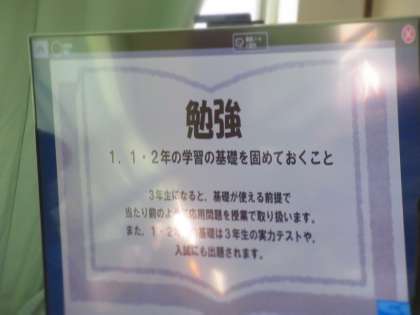 勉強
1．1・2年の学習の基礎を固めておくこと
3年生になると、基礎が使える前提で
当たり前のよ 応用問題を授業で取り扱います。
また、1・2年 基礎は3年生の実力テストや、
入試にも出題されます。